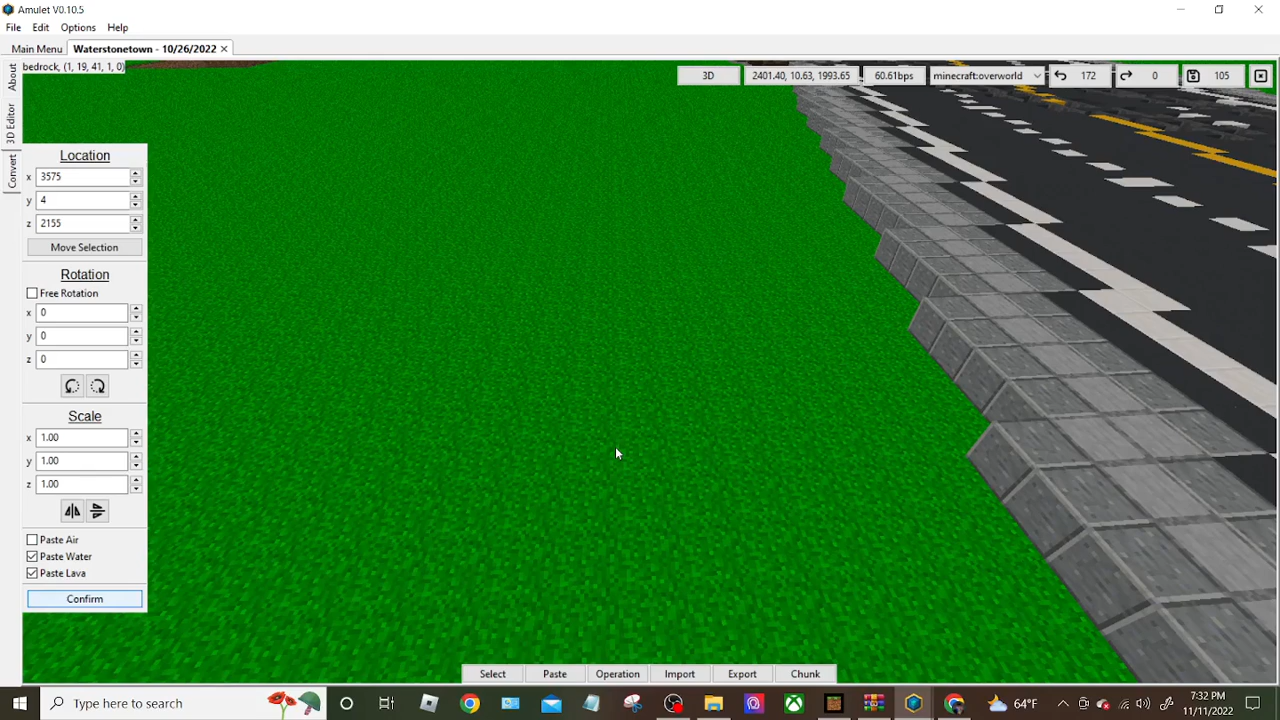 Amulet V0.10.5
File Edit Options Help
Main Menu Waterstonetown - 10/26/2022
bedrock, (1, 19, 41, 1, 0)
3D 2401.40, 10.63, 1993.65 60.61bps minecraft:overworld 172 0 105
About
3D Editor
Convert
Location
x 3575
y 4
z 2155
Move Selection
Rotation
Free Rotation
x 0
y 0
z 0
Scale
x 1.00
y 1.00
z 1.00
Paste Air
Paste Water
Paste Lava
Confirm
Select Paste Operation Import Export Chunk
Type here to search
64°F
7:32 PM
11/11/2022